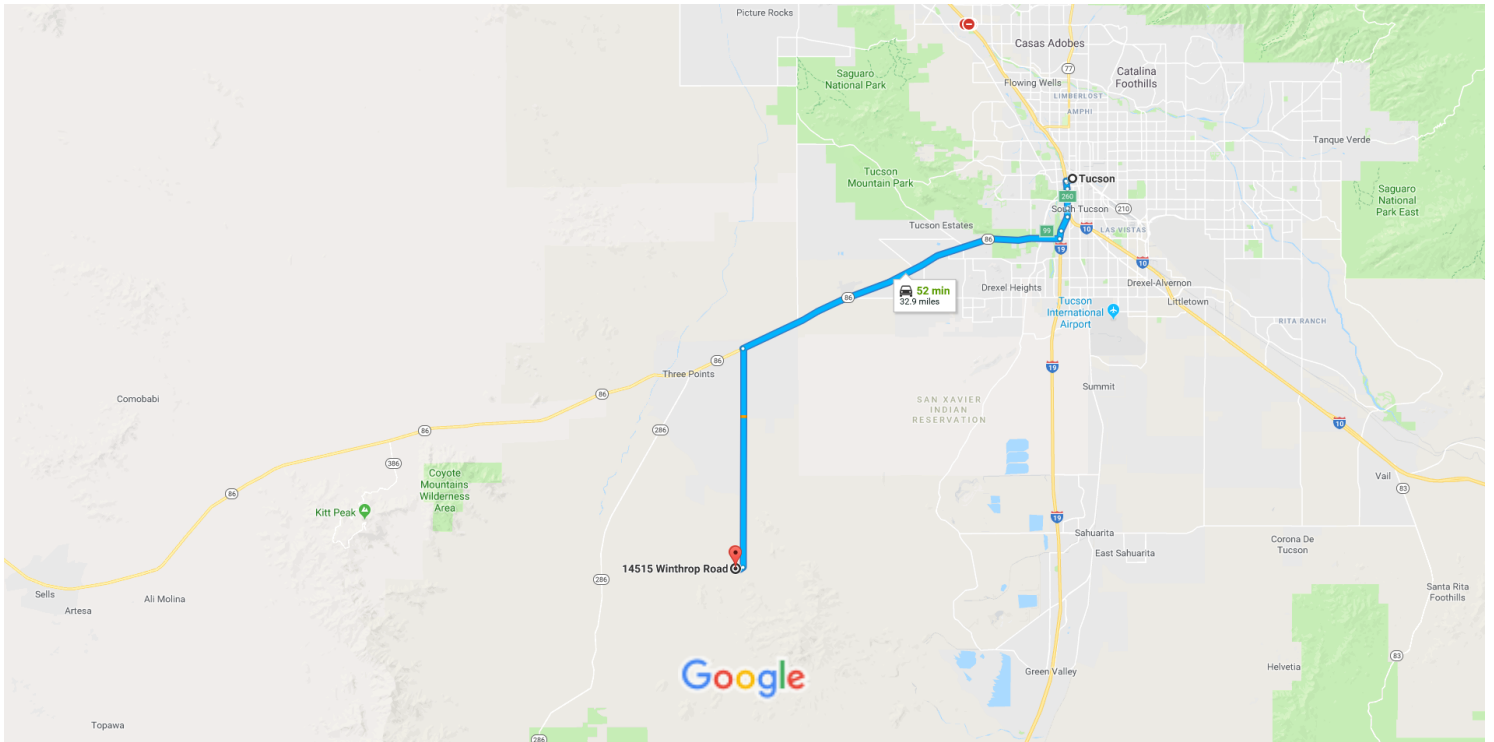 Picture Rocks
Casas Adobes
77
Catalina
Foothills
Saguaro
National Park
Flowing Wells
LIMBERLOST
AMPHI
Tanque Verde
Tucson
Mountain Park
Tucson
260
Saguaro
National
Park East
South Tucson
210
Tucson Estates
99
10
LAS VISTAS
86
19
10
52 min
32.9 miles
Drexel Heights
Drexel-Alvernon
Littletown
86
Tucson
International
Airport
RITA RANCH
86
Three Points
19
Summit
86
Comobabi
SAN XAVIER
INDIAN
RESERVATION
10
86
286
386
Coyote
Mountains
Wilderness
Area
Vail
83
86
Kitt Peak
19
Sahuarita
East Sahuarita
Corona De
Tucson
14515 Winthrop Road
286
Sells
Artesa
Ali Molina
Santa Rita
Foothills
Google
83
Green Valley
Helvetia
Topawa
286